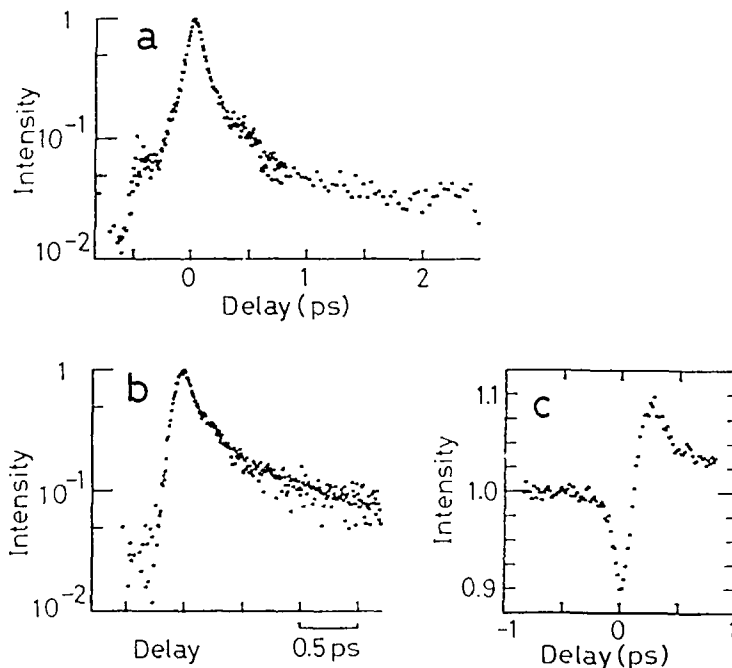 a
Intensity
1
10⁻¹
10⁻²
0
1
2
Delay (ps)
b
Intensity
1
10⁻¹
10⁻²
Delay
0.5 ps
c
Intensity
1.1
1.0
0.9
-1
0
1
Delay (ps)